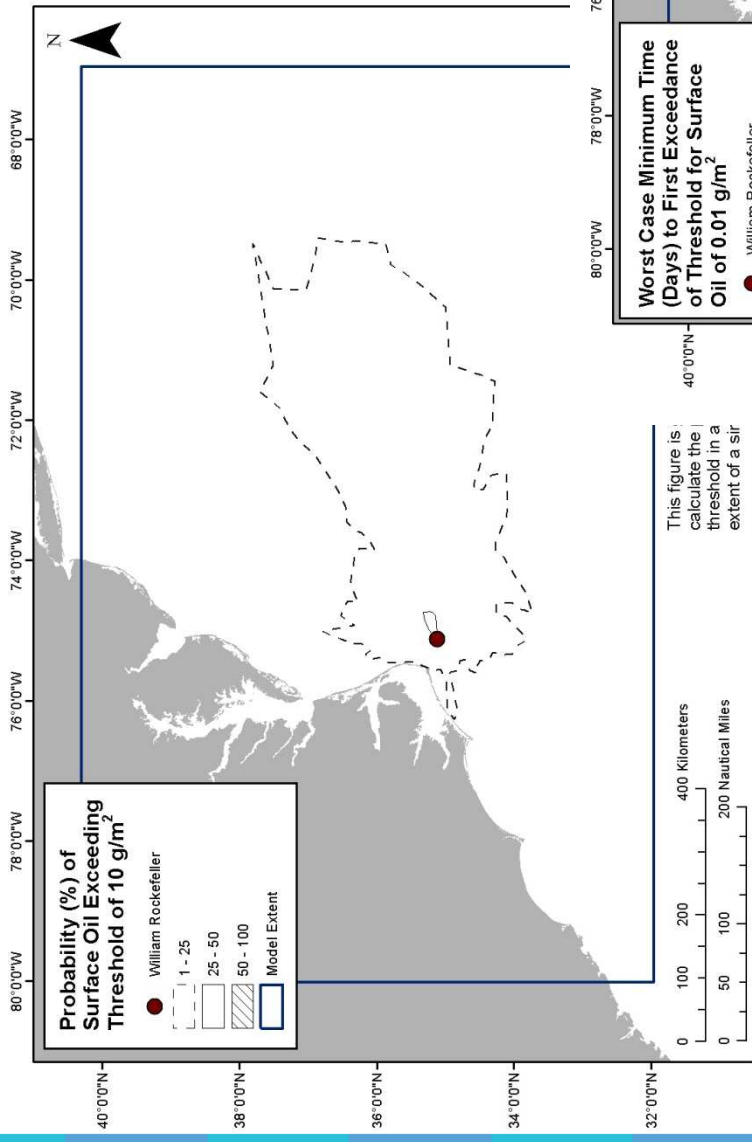 N
80°0'0"W 78°0'0"W 76°0'0"W 74°0'0"W 72°0'0"W 70°0'0"W 68°0'0"W
40°0'0"N
38°0'0"N
36°0'0"N
34°0'0"N
32°0'0"N
Probability (%) of
Surface Oil Exceeding
Threshold of 10 g/m²
William Rockefeller
1 - 25
25 - 50
50 - 100
Model Extent
0 100 200 400 Kilometers
0 50 100 200 Nautical Miles
This figure is
calculate the
threshold in a
extent of a
80°0'0"W 78°0'0"W 76
40°0'0"N
Worst Case Minimum Time
(Days) to First Exceedance
of Threshold for Surface
Oil of 0.01 g/m²
William Rockefeller